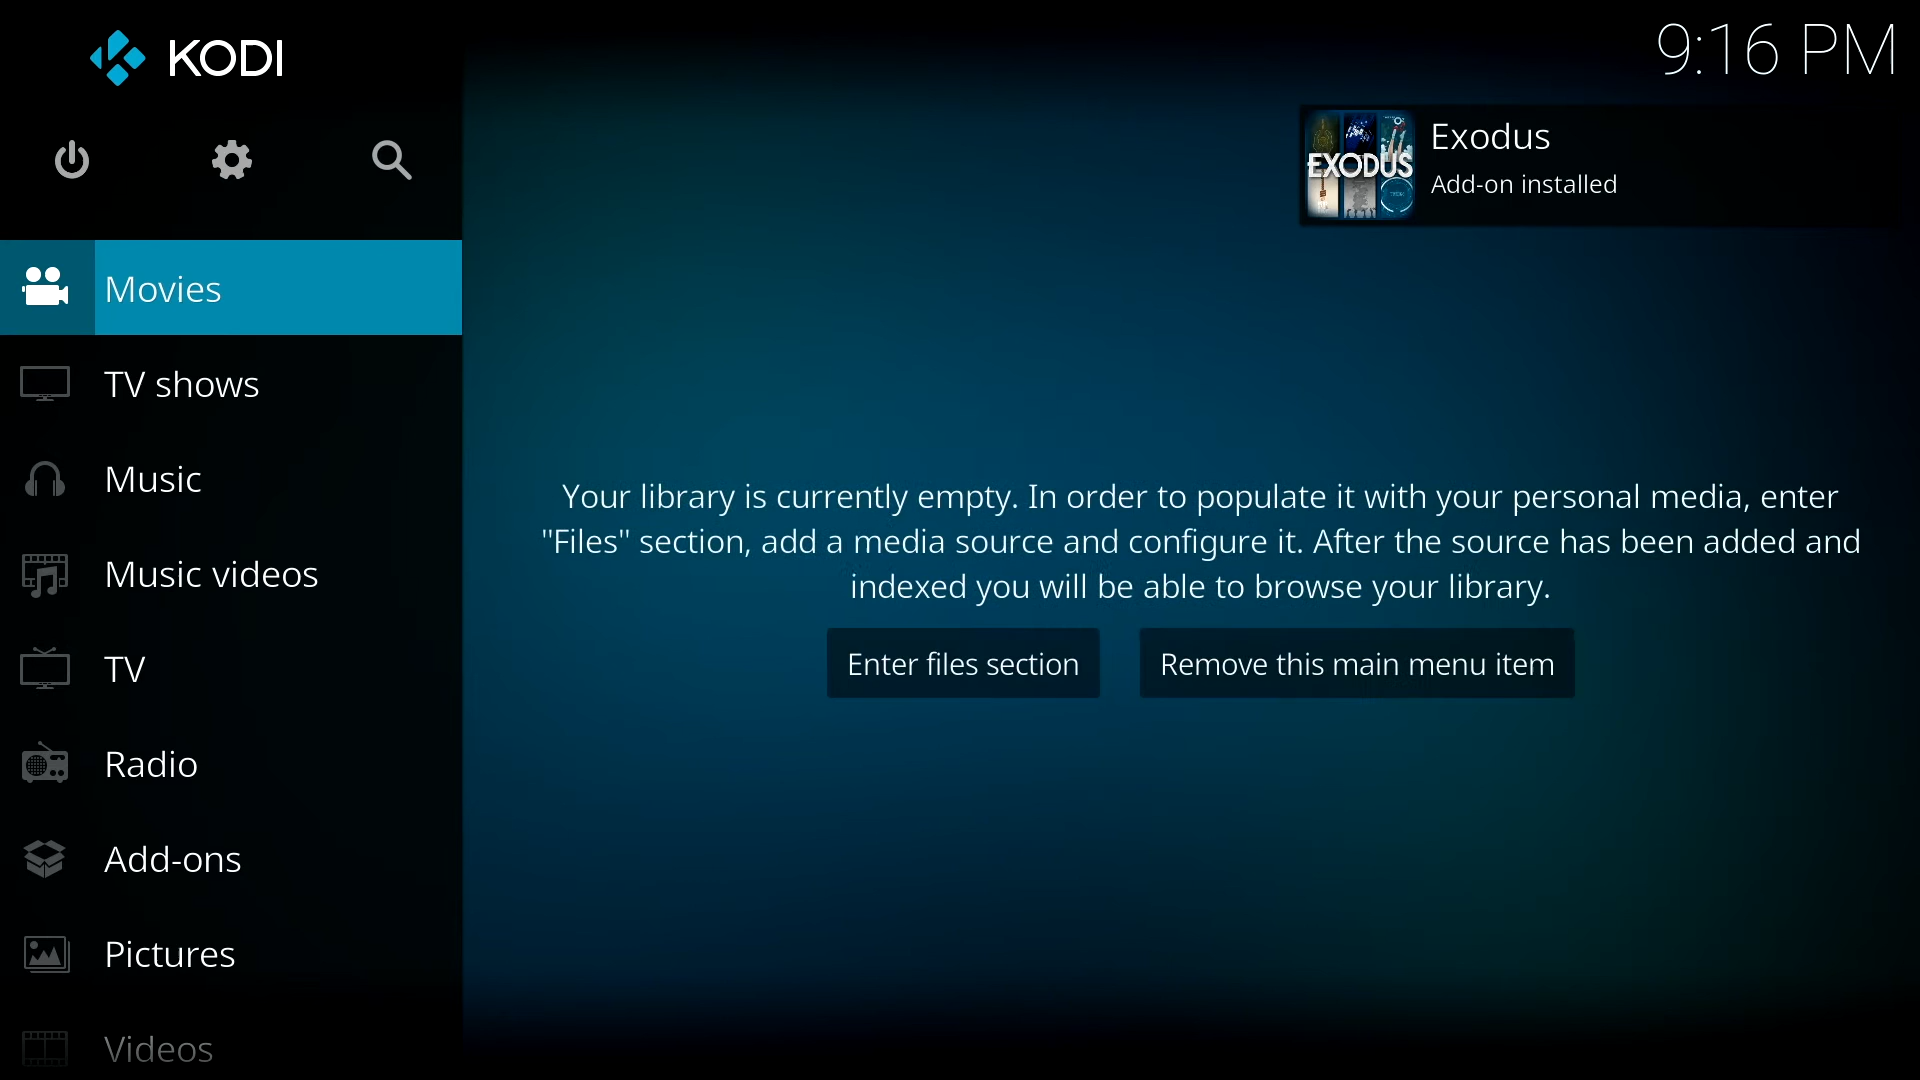 KODI
9:16 PM
EXODUS
Exodus
Add-on installed
Movies
TV shows
Music
Music videos
TV
Radio
Add-ons
Pictures
Videos
Your library is currently empty. In order to populate it with your personal media, enter
"Files" section, add a media source and configure it. After the source has been added and
indexed you will be able to browse your library.
Enter files section
Remove this main menu item